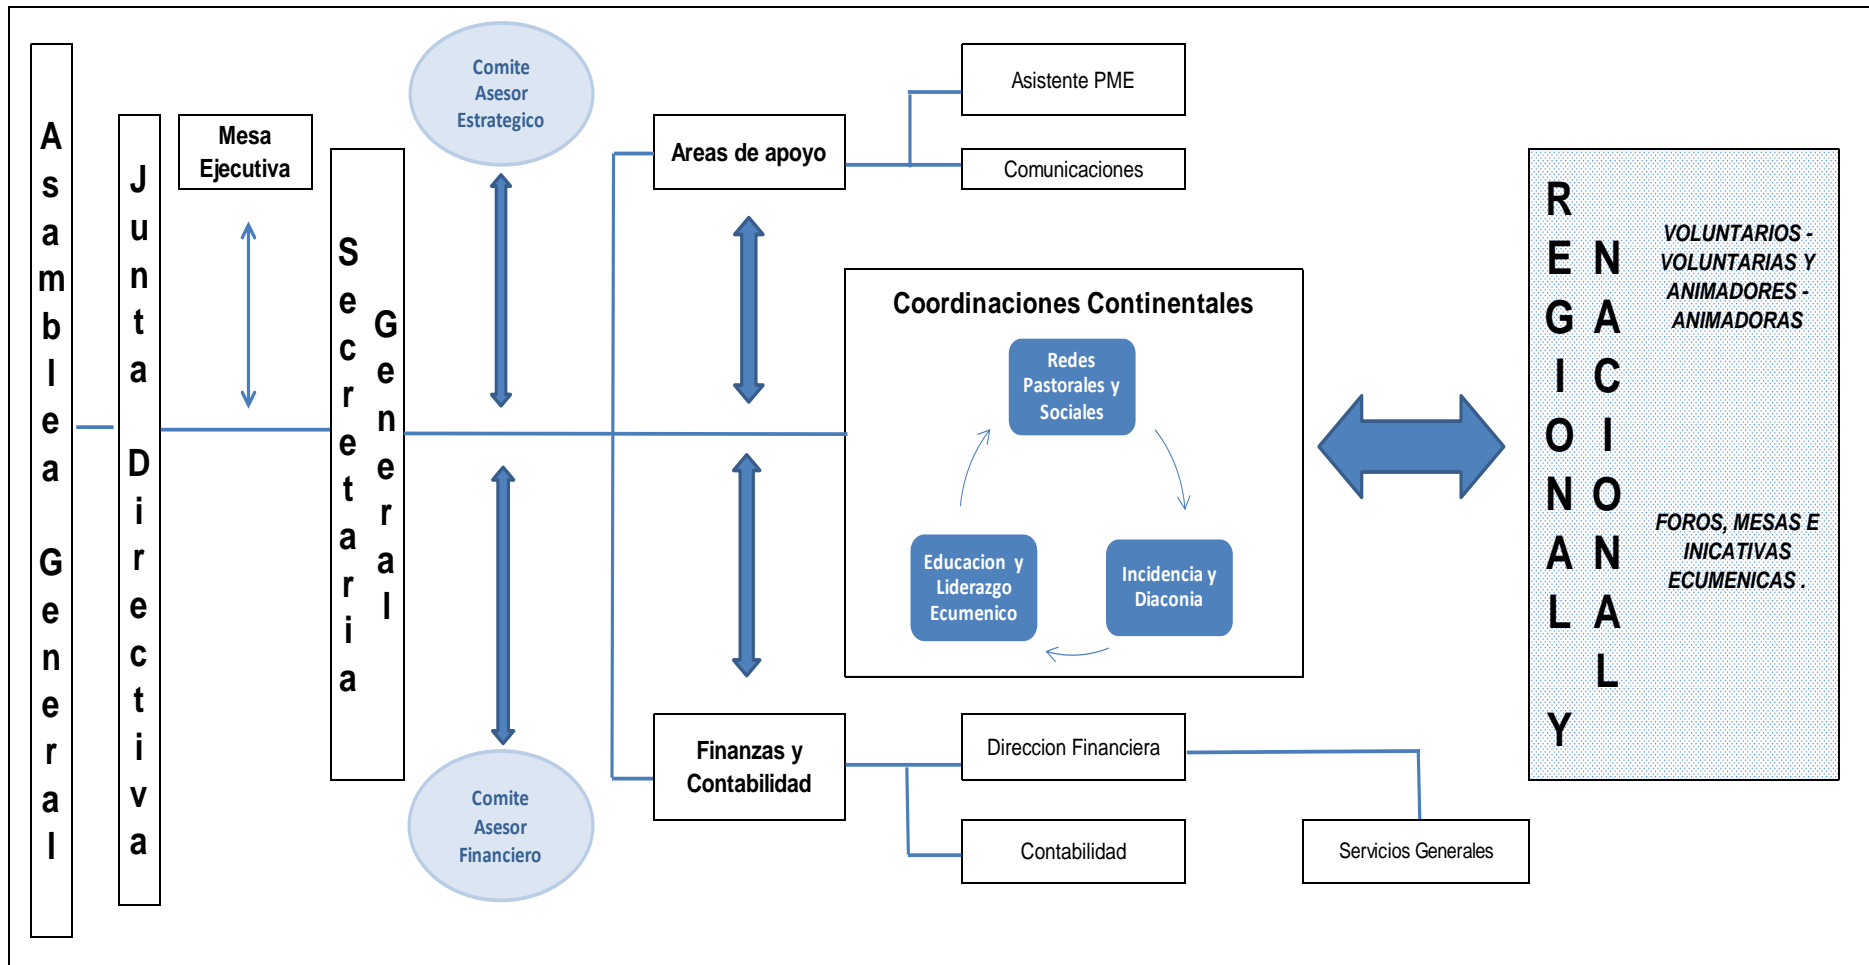 Asamblea General
Junta Directiva
Mesa
Ejecutiva
Secretaria
General
Comite
Asesor
Estrategico
Comite
Asesor
Financiero
Areas de apoyo
Asistente PME
Comunicaciones
Coordinaciones Continentales
Redes
Pastorales y
Sociales
Incidencia y
Diaconia
Educacion y
Liderazgo
Ecumenico
Finanzas y
Contabilidad
Direccion Financiera
Contabilidad
Servicios Generales
REGIONAL Y
NACIONAL
VOLUNTARIOS -
VOLUNTARIAS Y
ANIMADORES -
ANIMADORAS
FOROS, MESAS E
INICATIVAS
ECUMENICAS .